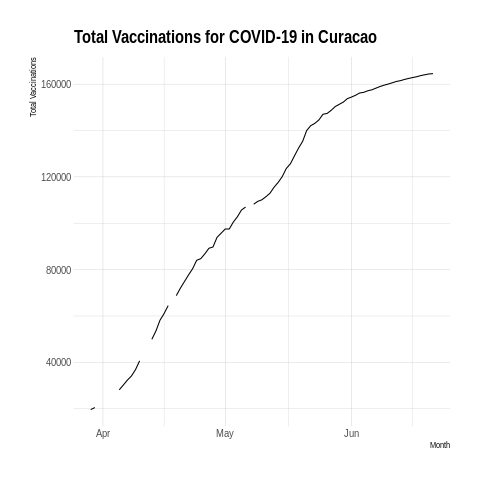 Total Vaccinations for COVID-19 in Curacao
Total Vaccinations
160000
120000
80000
40000
Apr May Jun
Month